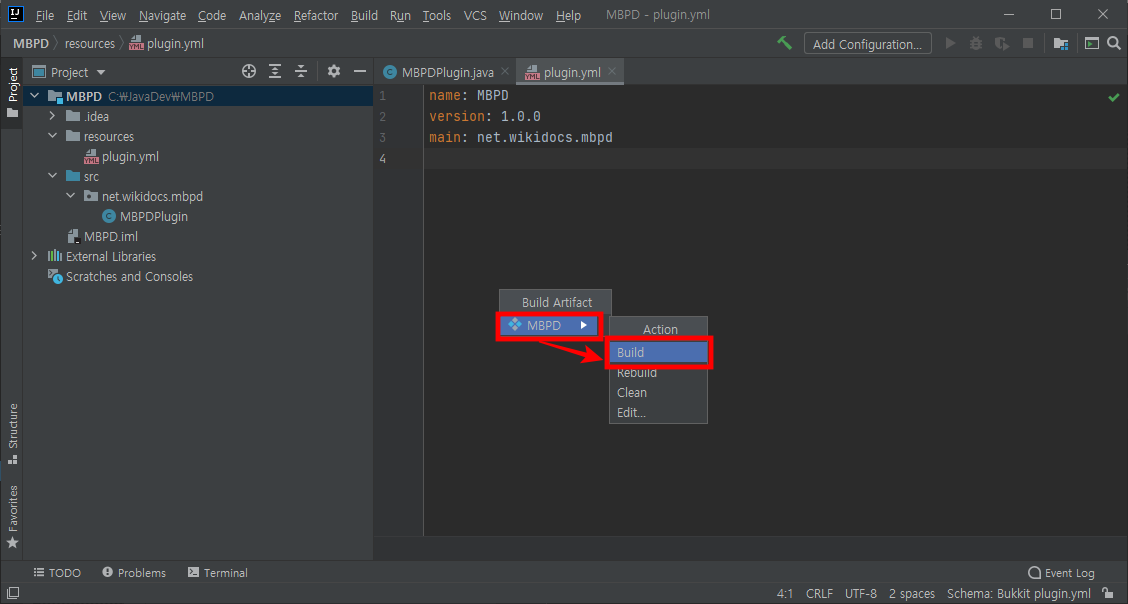 File Edit View Navigate Code Analyze Refactor Build Run Tools VCS Window Help MBPD - plugin.yml
MBPD resources plugin.yml Add Configuration...
Project
Project
MBPDPlugin.java plugin.yml
MBPD C:₩JavaDev₩MBPD
.idea
resources
plugin.yml
src
net.wikidocs.mbpd
MBPDPlugin
MBPD.iml
External Libraries
Scratches and Consoles
1 name: MBPD
2 version: 1.0.0
3 main: net.wikidocs.mbpd
4
Build Artifact
MBPD
Action
Build
Rebuild
Clean
Edit...
Structure
Favorites
TODO Problems Terminal Event Log
4:1 CRLF UTF-8 2 spaces Schema: Bukkit plugin.yml